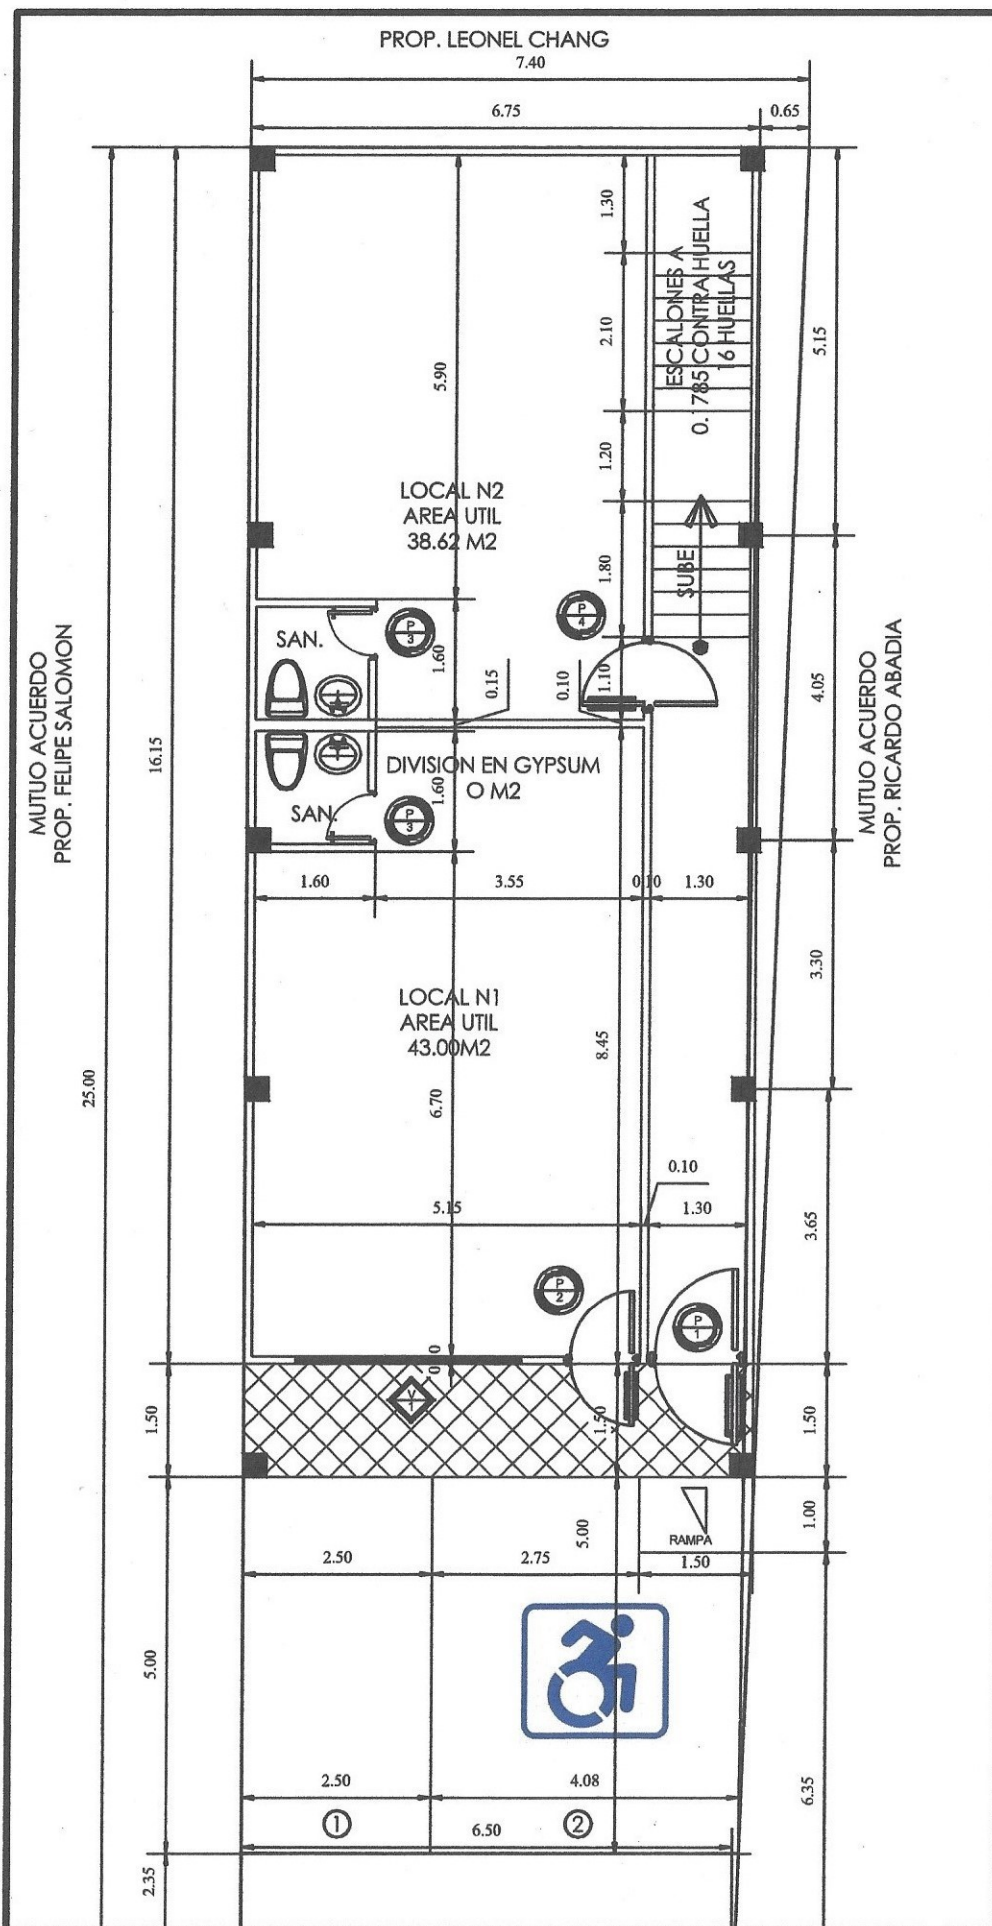 PROP. LEONEL CHANG
7.40
6.75
0.65
1.30
ESCALONES A
0.1785 CONTRA HUELLA
16 HUELLAS
2.10
5.15
5.90
1.20
LOCAL N2
AREA UTIL
38.62 M2
1.80
SUBE
P
4
P
3
SAN.
1.60
0.15
0.10
1.10
4.05
MUTUO ACUERDO
PROP. FELIPE SALOMON
MUTUO ACUERDO
PROP. RICARDO ABADIA
16.15
DIVISION EN GYPSUM
O M2
1.60
SAN.
P
3
1.60
3.55
0.10
1.30
3.30
LOCAL N1
AREA UTIL
43.00M2
8.45
25.00
6.70
0.10
5.15
1.30
3.65
P
2
P
1
V
1
1.50
1.50
1.50
5.00
RAMPA
1.00
2.50
2.75
1.50
5.00
2.50
4.08
6.35
1
2
6.50
2.35